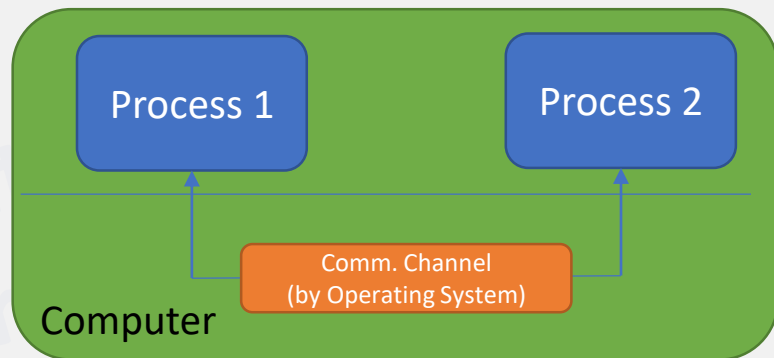 Process 1
Process 2
Comm. Channel
(by Operating System)
Computer